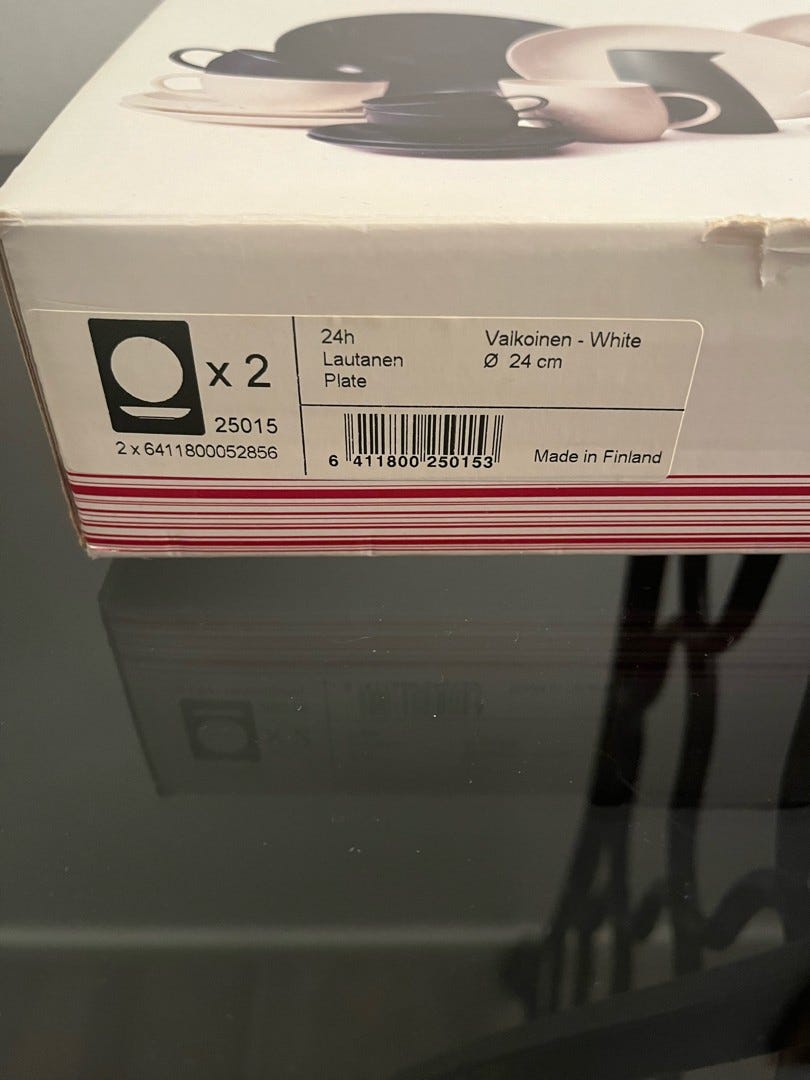 x 2
25015
2 x 6411800052856
24h
Lautanen
Plate
Valkoinen - White
Ø 24 cm
6 411800 250153
Made in Finland